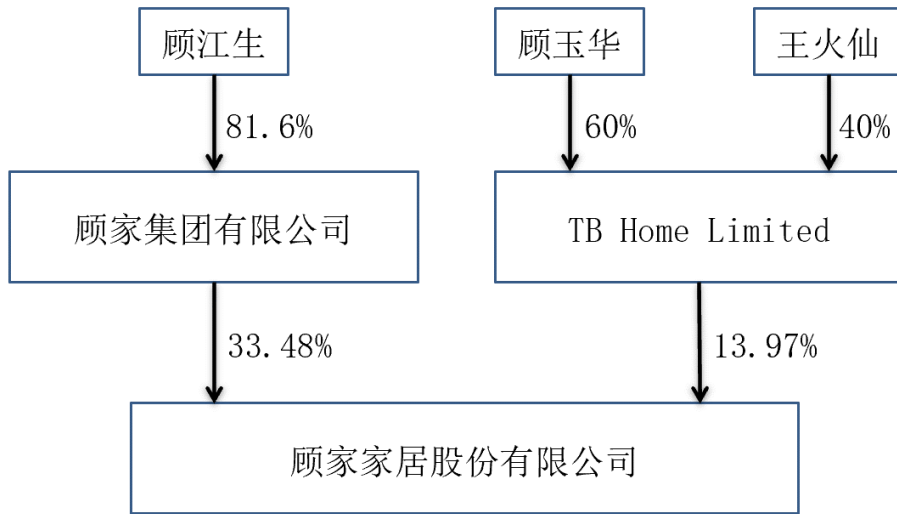 顾江生
顾玉华
王火仙
81.6%
60%
40%
顾家集团有限公司
TB Home Limited
33.48%
13.97%
顾家家居股份有限公司